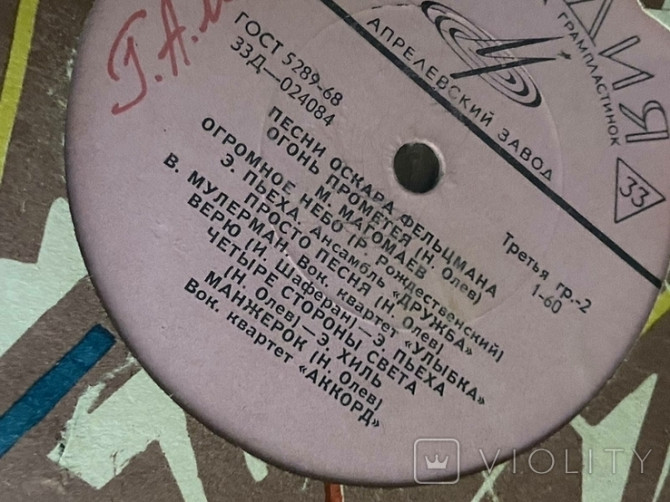 Г.А.М
ДИЯ
ГРАМПЛАСТИНОК
АПРЕЛЕВСКИЙ ЗАВОД
33
ГОСТ 5289-68
33Д—024084
Третья гр.-2
1-60
ПЕСНИ ОСКАРА ФЕЛЬЦМАНА
ОГОНЬ ПРОМЕТЕЯ (Н. Олев)
М. МАГОМАЕВ
ОГРОМНОЕ НЕБО (Р. Рождественский)
Э. ПЬЕХА. Ансамбль «ДРУЖБА»
ПРОСТО ПЕСНЯ (Н. Олев)
В. МУЛЕРМАН, Вок. квартет «УЛЫБКА»
ВЕРЮ (И. Шаферан)—Э. ПЬЕХА
ЧЕТЫРЕ СТОРОНЫ СВЕТА
(Н. Олев)—Э. ХИЛЬ
МАНЖЕРОК (Н. Олев)
Вок. квартет «АККОРД»
VIOLITY